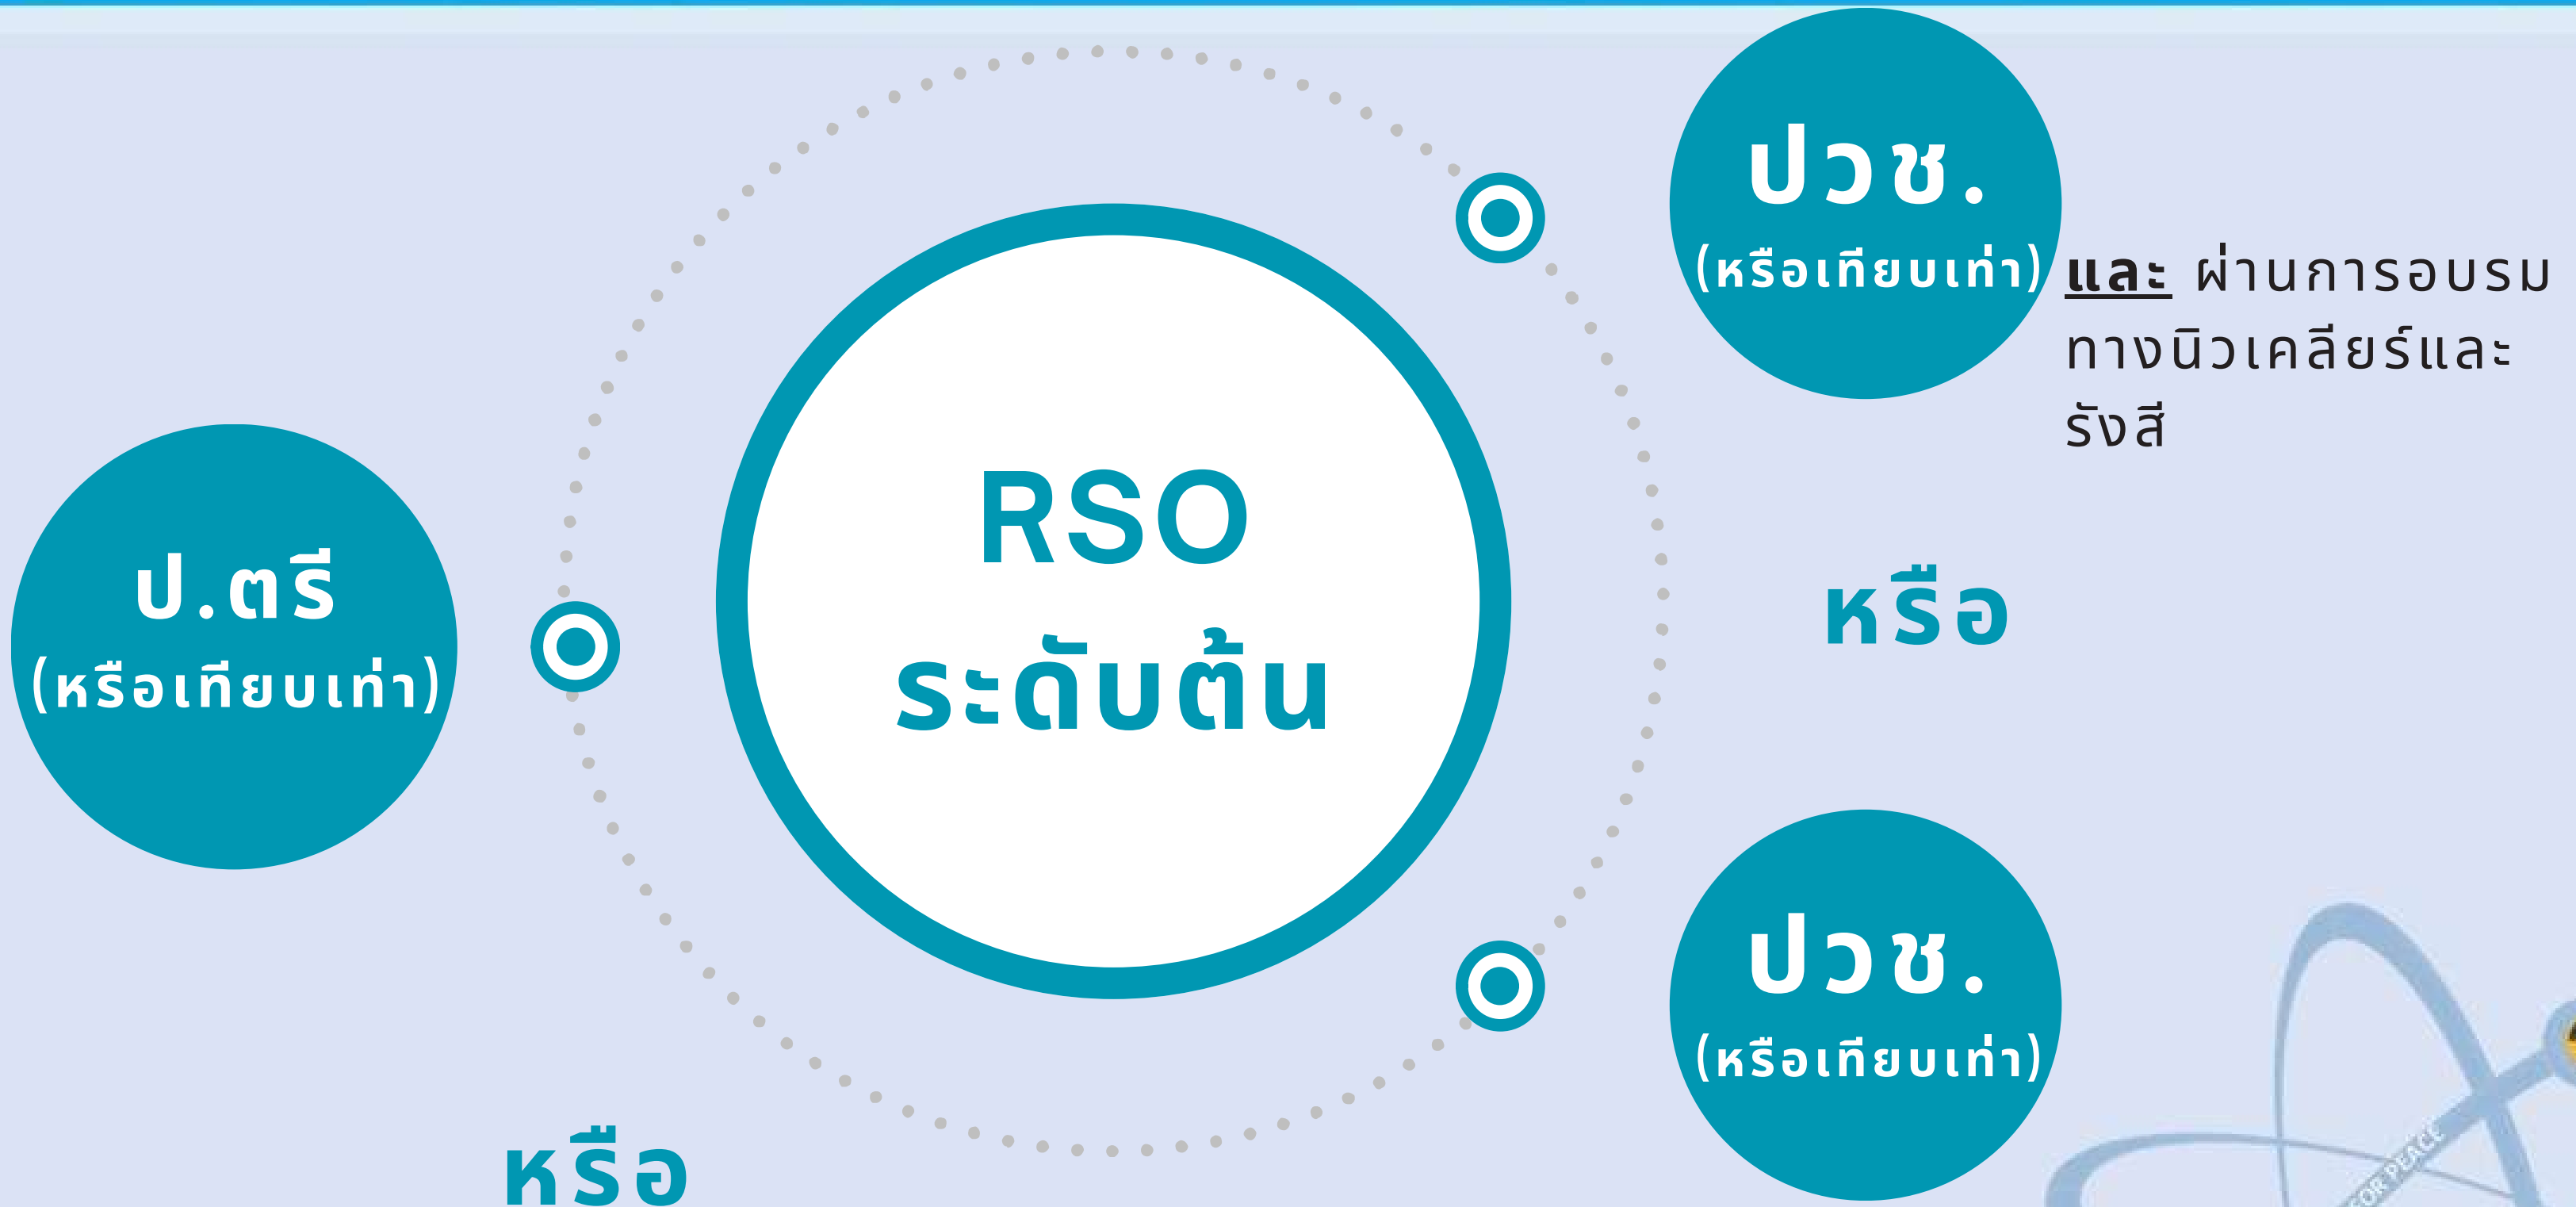 ปวช.
(หรือเทียบเท่า)
และ ผ่านการอบรม
ทางนิวเคลียร์และ
รังสี
RSO
ระดับต้น
ป.ตรี
(หรือเทียบเท่า)
หรือ
ปวช.
(หรือเทียบเท่า)
หรือ
FOR PEACE